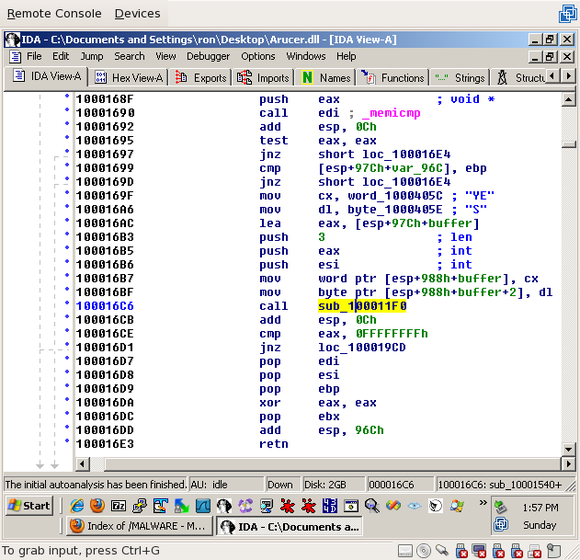 Remote Console Devices
IDA - C:\Documents and Settings\ron\Desktop\Arucer.dll - [IDA View-A]
File Edit Jump Search View Debugger Options Windows Help
IDA View-A Hex View-A Exports Imports N Names Functions "..." Strings Structu
1000168F push eax ; void *
10001690 call edi ; _memicmp
10001692 add esp, 0Ch
10001695 test eax, eax
10001697 jnz short loc_100016E4
10001699 cmp [esp+97Ch+var_96C], ebp
1000169D jnz short loc_100016E4
1000169F mov cx, word_1000405C ; "YE"
100016A6 mov dl, byte_1000405E ; "S"
100016AC lea eax, [esp+97Ch+buffer]
100016B3 push 3 ; len
100016B5 push eax ; int
100016B6 push esi ; int
100016B7 mov word ptr [esp+988h+buffer], cx
100016BF mov byte ptr [esp+988h+buffer+2], dl
100016C6 call sub_100011F0
100016CB add esp, 0Ch
100016CE cmp eax, 0FFFFFFFFh
100016D1 jnz loc_100019CD
100016D7 pop edi
100016D8 pop esi
100016D9 pop ebp
100016DA xor eax, eax
100016DC pop ebx
100016DD add esp, 96Ch
100016E3 retn
The initial autoanalysis has been finished. AU: idle Down Disk: 2GB 000016C6 100016C6: sub_10001540+
Start 1:57 PM
Index of /MALWARE - M... IDA - C:\Documents a... Sunday
To grab input, press Ctrl+G